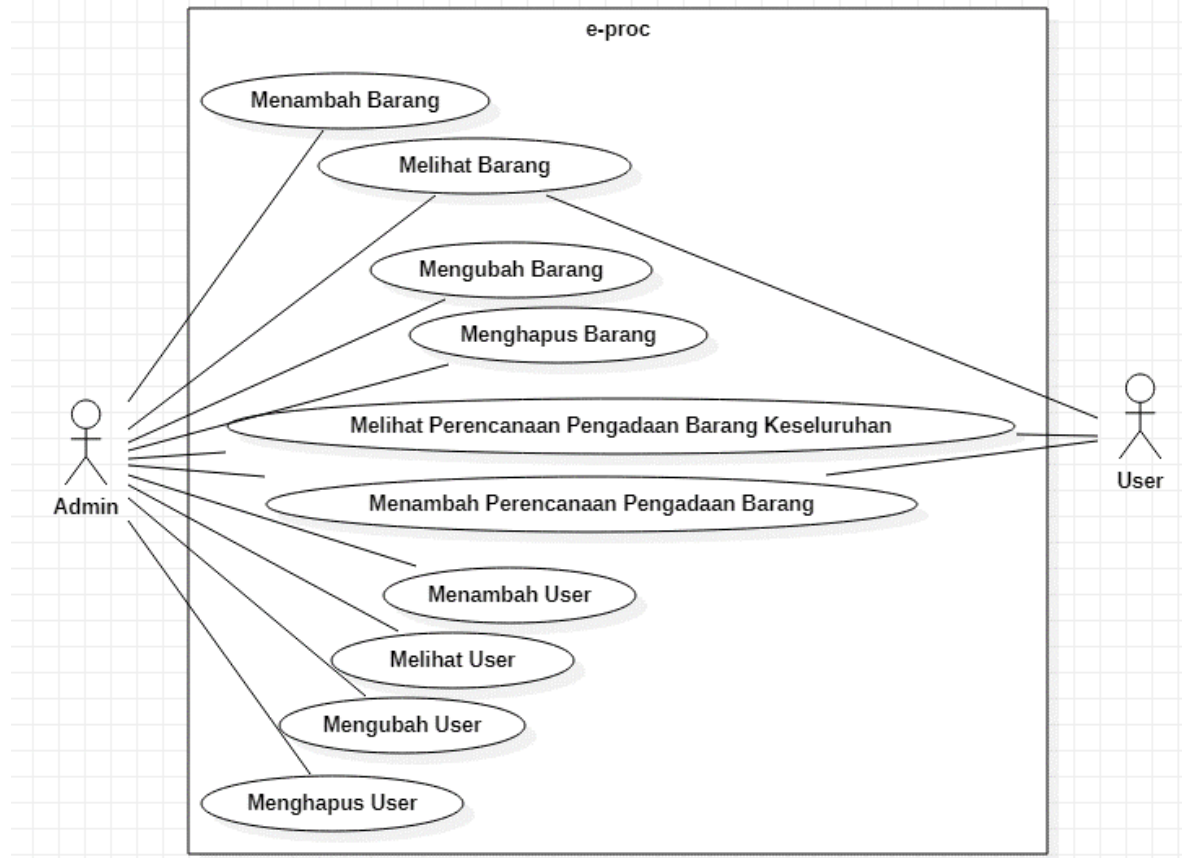 e-proc
Menambah Barang
Melihat Barang
Mengubah Barang
Menghapus Barang
Melihat Perencanaan Pengadaan Barang Keseluruhan
Admin
User
Menambah Perencanaan Pengadaan Barang
Menambah User
Melihat User
Mengubah User
Menghapus User